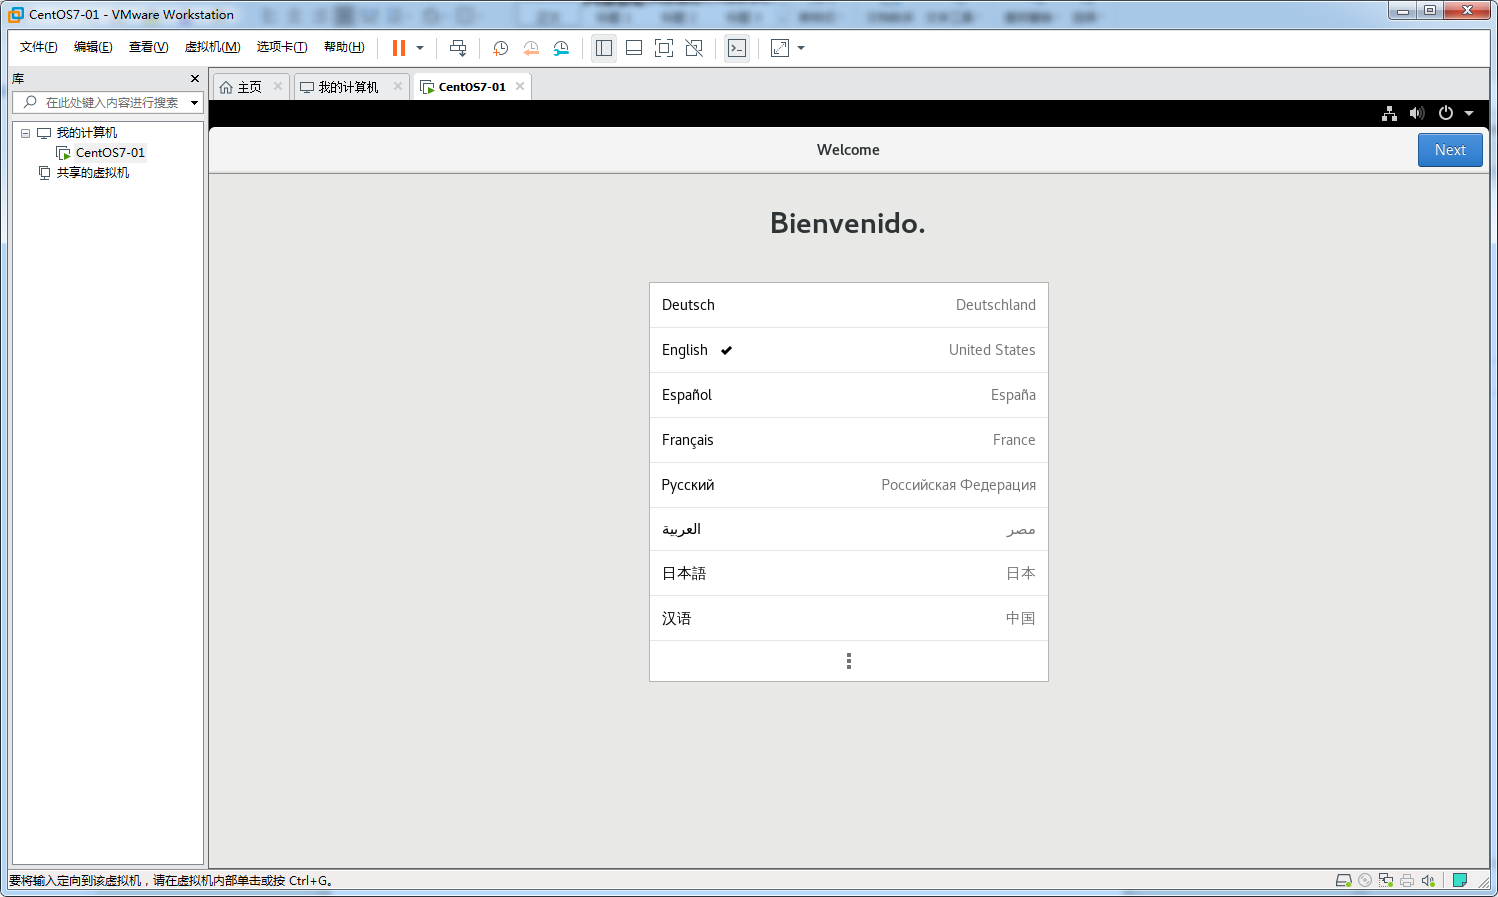 CentOS7-01 - VMware Workstation
文件(F) 编辑(E) 查看(V) 虚拟机(M) 选项卡(T) 帮助(H)
库
主页 我的计算机 CentOS7-01
在此处键入内容进行搜索
我的计算机
CentOS7-01
共享的虚拟机
Welcome
Next
Bienvenido.
Deutsch Deutschland
English United States
Español España
Français France
Русский Российская Федерация
العربية مصر
日本語 日本
汉语 中国
要将输入定向到该虚拟机，请在虚拟机内部单击或按 Ctrl+G。